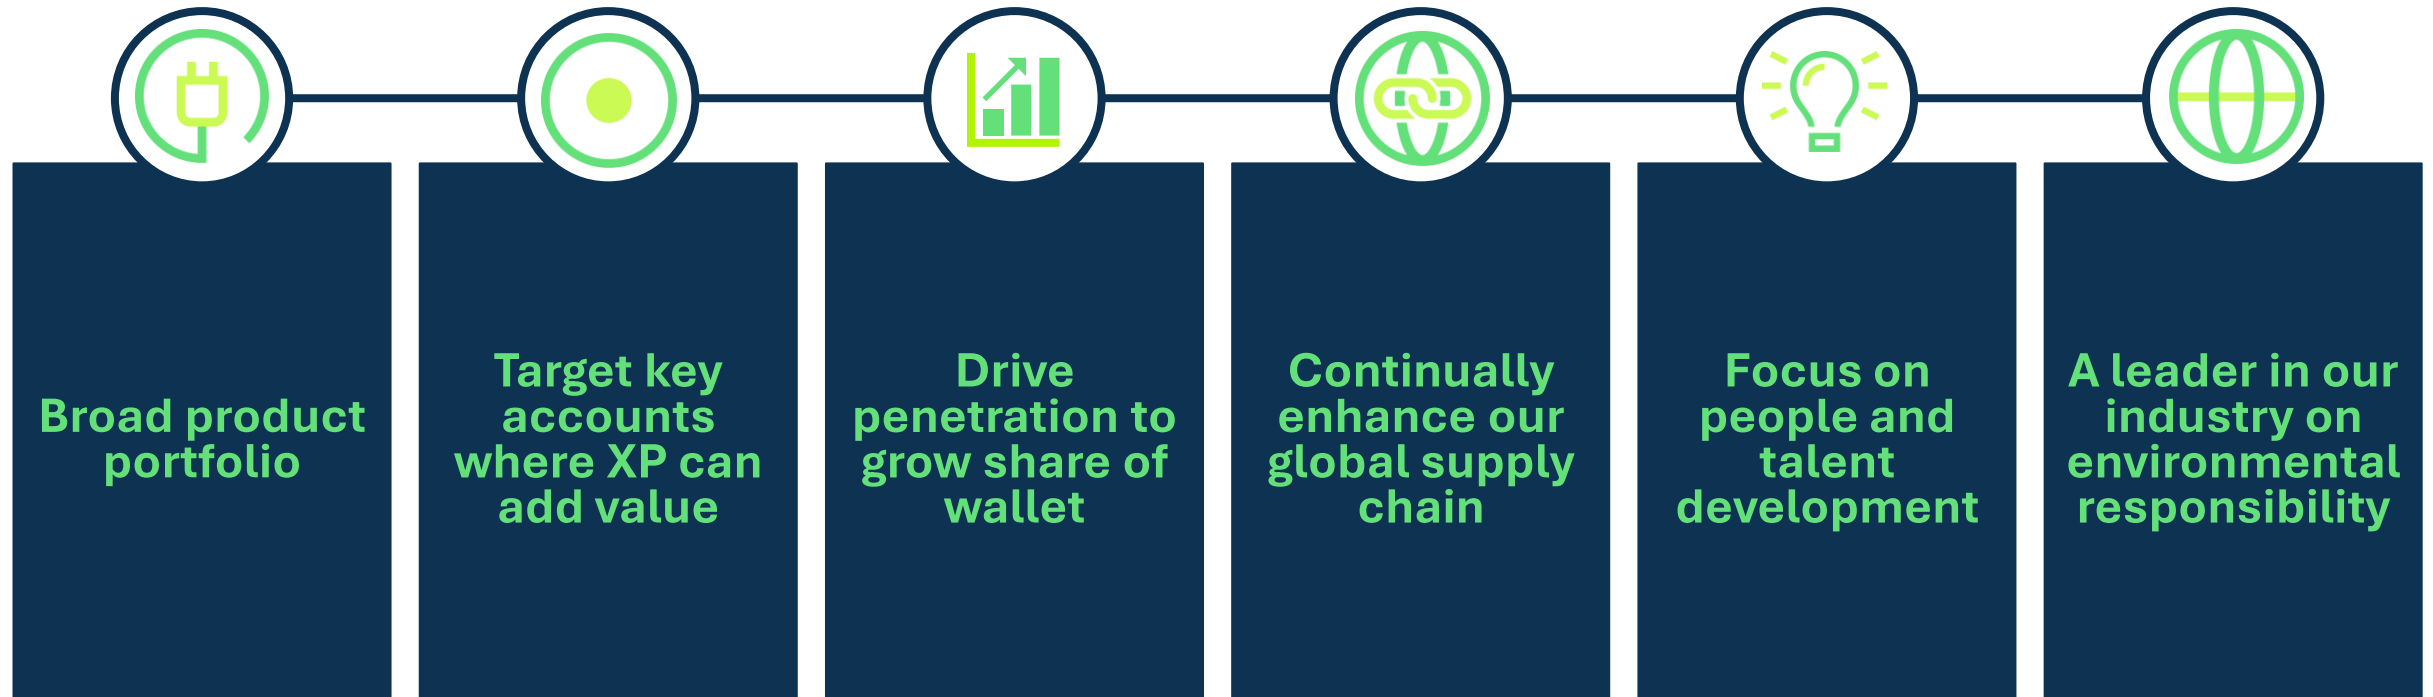 Broad product
portfolio
Target key
accounts
where XP can
add value
Drive
penetration to
grow share of
wallet
Continually
enhance our
global supply
chain
Focus on
people and
talent
development
A leader in our
industry on
environmental
responsibility